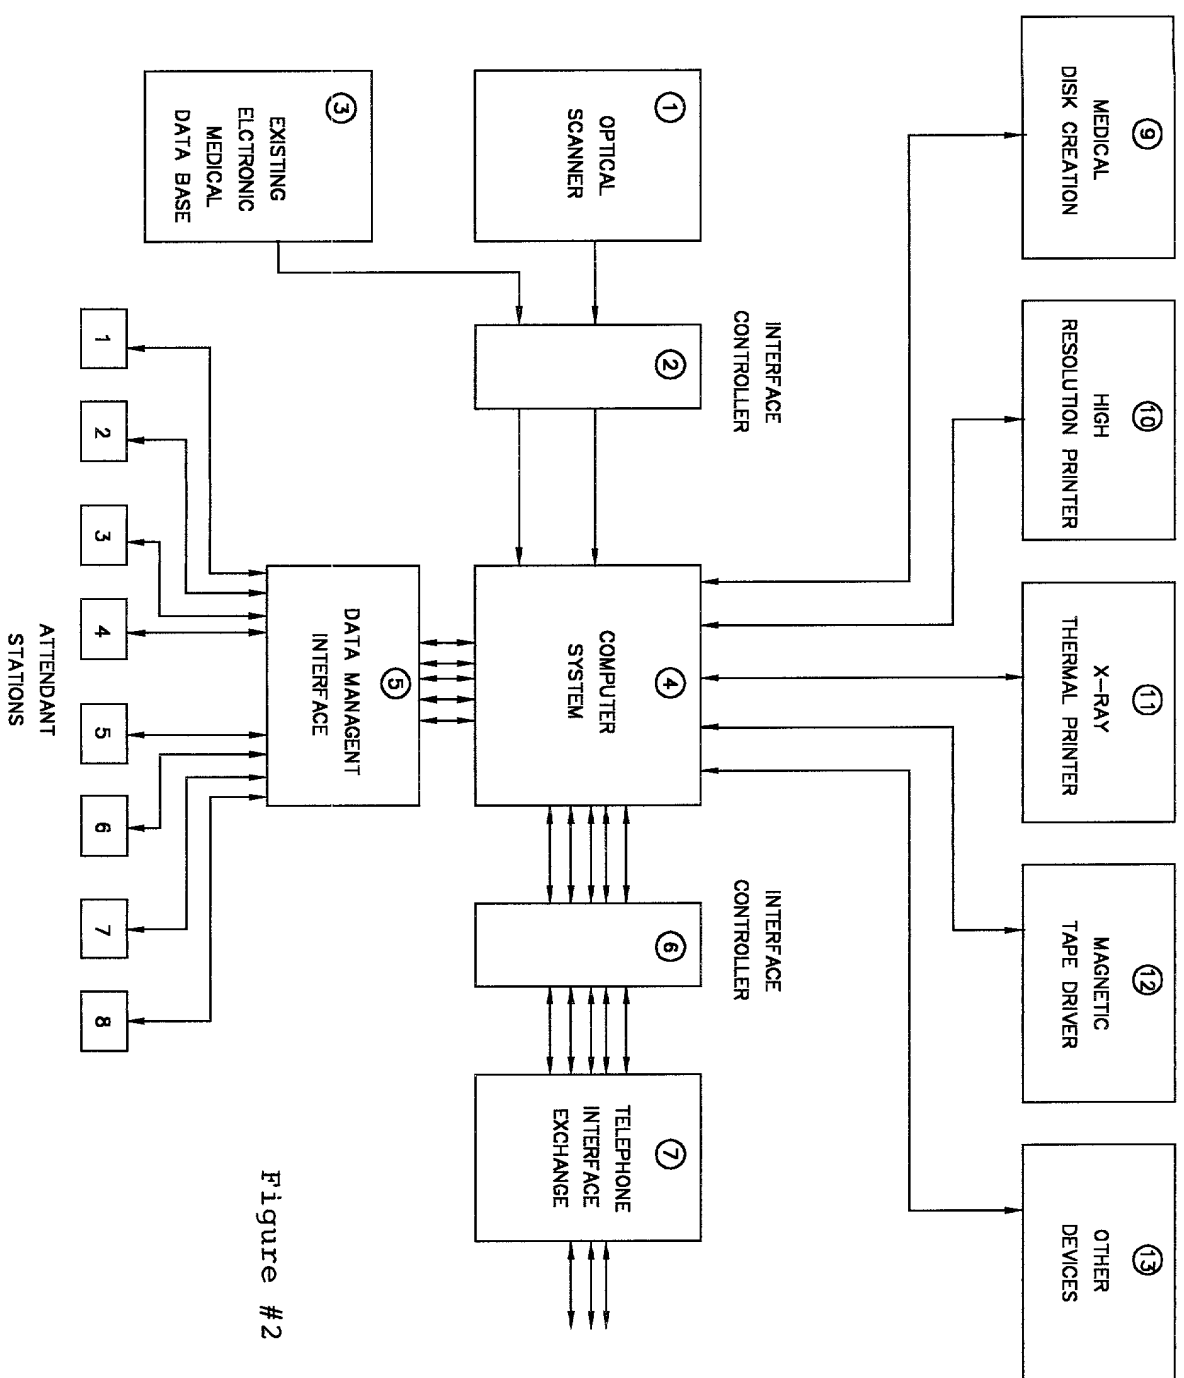 9
MEDICAL
DISK CREATION
10
HIGH
RESOLUTION PRINTER
11
X-RAY
THERMAL PRINTER
12
MAGNETIC
TAPE DRIVER
13
OTHER
DEVICES
INTERFACE
CONTROLLER
INTERFACE
CONTROLLER
1
OPTICAL
SCANNER
2
4
COMPUTER
SYSTEM
6
7
TELEPHONE
INTERFACE
EXCHANGE
3
EXISTING
ELCTRONIC
MEDICAL
DATA BASE
5
DATA MANAGENT
INTERFACE
1
2
3
4
5
6
7
8
ATTENDANT
STATIONS
Figure #2